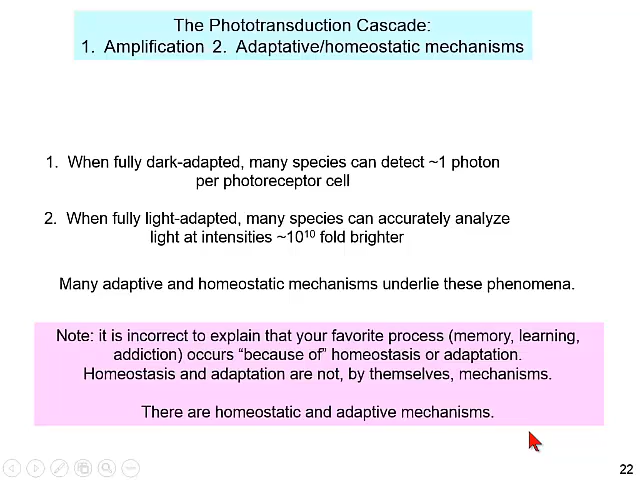 The Phototransduction Cascade:
1. Amplification 2. Adaptative/homeostatic mechanisms
1. When fully dark-adapted, many species can detect ~1 photon
per photoreceptor cell
2. When fully light-adapted, many species can accurately analyze
light at intensities ~10¹⁰ fold brighter
Many adaptive and homeostatic mechanisms underlie these phenomena.
Note: it is incorrect to explain that your favorite process (memory, learning,
addiction) occurs “because of” homeostasis or adaptation.
Homeostasis and adaptation are not, by themselves, mechanisms.
There are homeostatic and adaptive mechanisms.
22